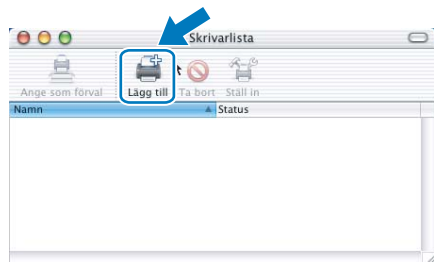 Skrivarlista
Ange som förval Lägg till Ta bort Ställ in
Namn Status